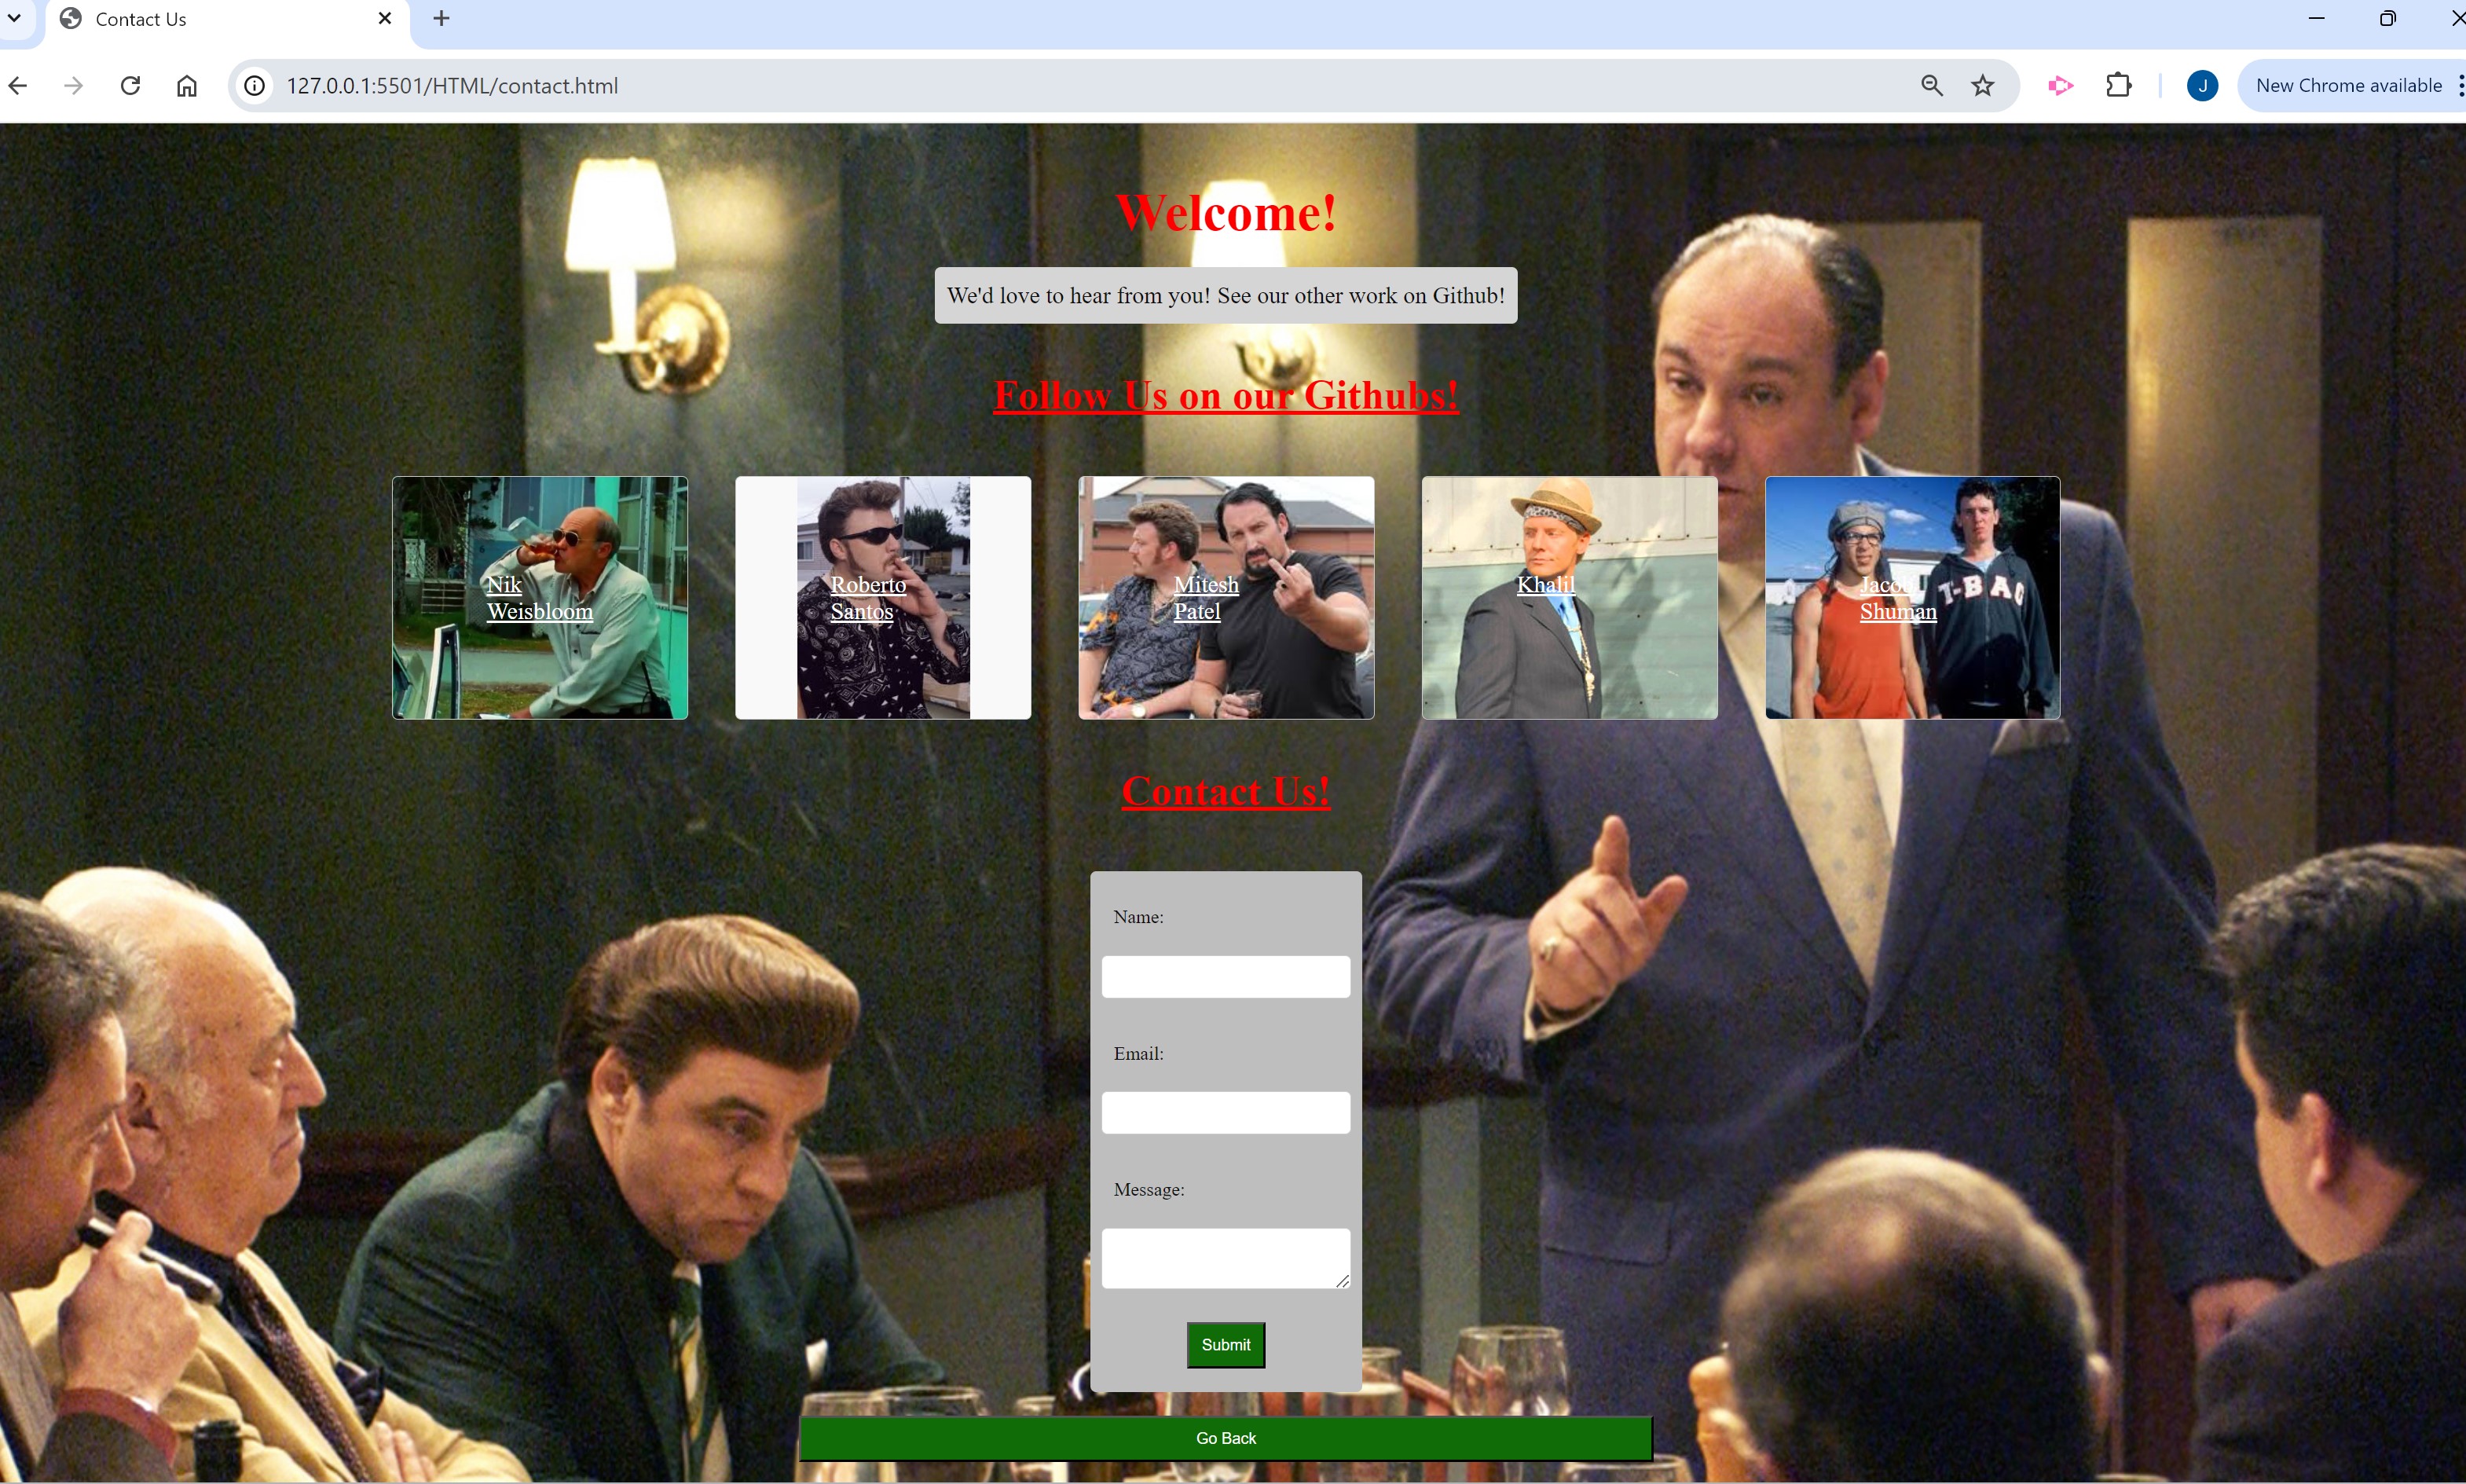 Contact Us
127.0.0.1:5501/HTML/contact.html
J
New Chrome available
Welcome!
We'd love to hear from you! See our other work on Github!
Follow Us on our Githubs!
Nik
Weisbloom
Roberto
Santos
Mitesh
Patel
Khalil
Jacob
Shuman
T-BAG
Contact Us!
Name:
Email:
Message:
Submit
Go Back